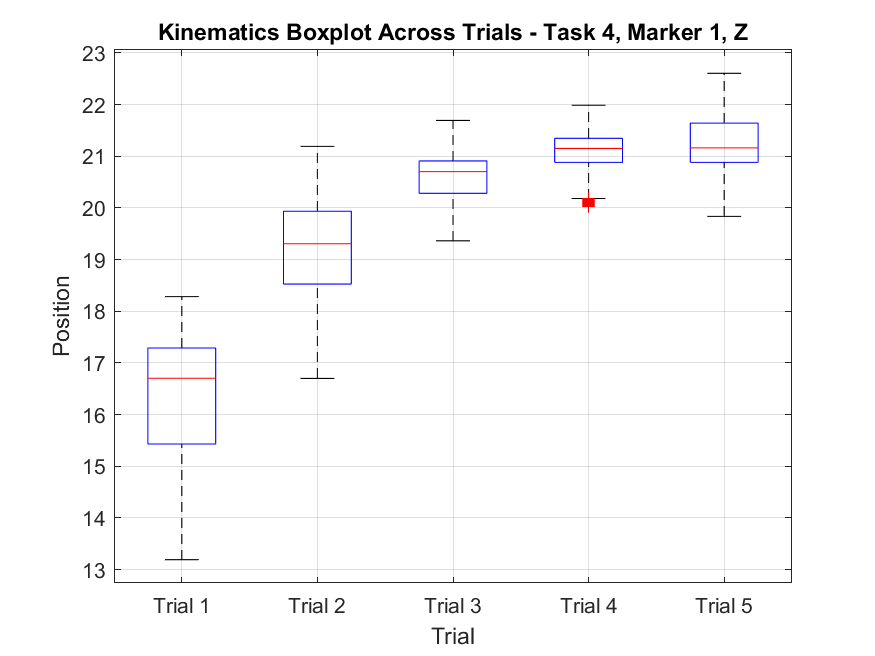 Kinematics Boxplot Across Trials - Task 4, Marker 1, Z
23
22
21
20
19
18
17
16
15
14
13
Position
Trial 1 Trial 2 Trial 3 Trial 4 Trial 5
Trial